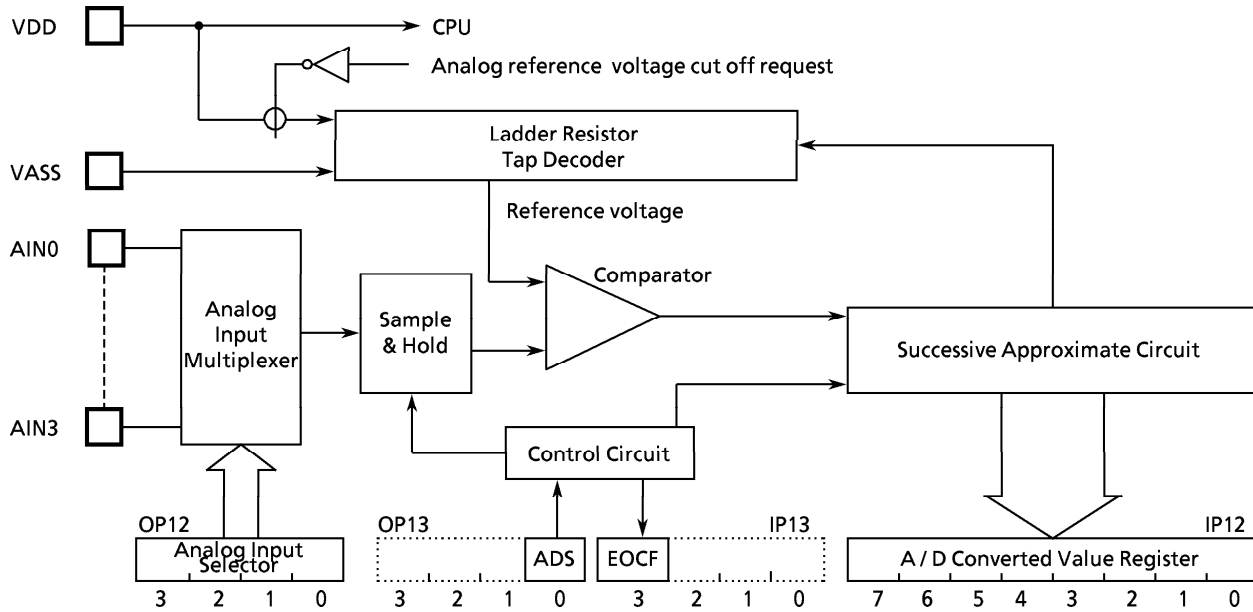 VDD
CPU
Analog reference voltage cut off request
Ladder Resistor
Tap Decoder
VASS
Reference voltage
AIN0
Comparator
Analog
Input
Multiplexer
Sample
& Hold
Successive Approximate Circuit
AIN3
Control Circuit
OP12
OP13
IP13
IP12
Analog Input
Selector
ADS
EOCF
A / D Converted Value Register
3 2 1 0
3 2 1 0
3 2 1 0
7 6 5 4 3 2 1 0